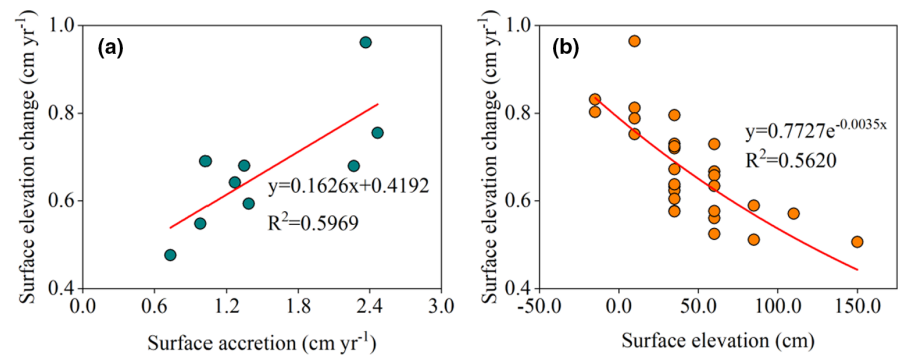 (a)
Surface elevation change (cm yr⁻¹)
1.0
0.8
0.6
0.4
y=0.1626x+0.4192
R²=0.5969
0.0 0.6 1.2 1.8 2.4 3.0
Surface accretion (cm yr⁻¹)
(b)
Surface elevation change (cm yr⁻¹)
1.0
0.8
0.6
0.4
y=0.7727e⁻⁰·⁰⁰³⁵ˣ
R²=0.5620
-50.0 0.0 50.0 100.0 150.0
Surface elevation (cm)